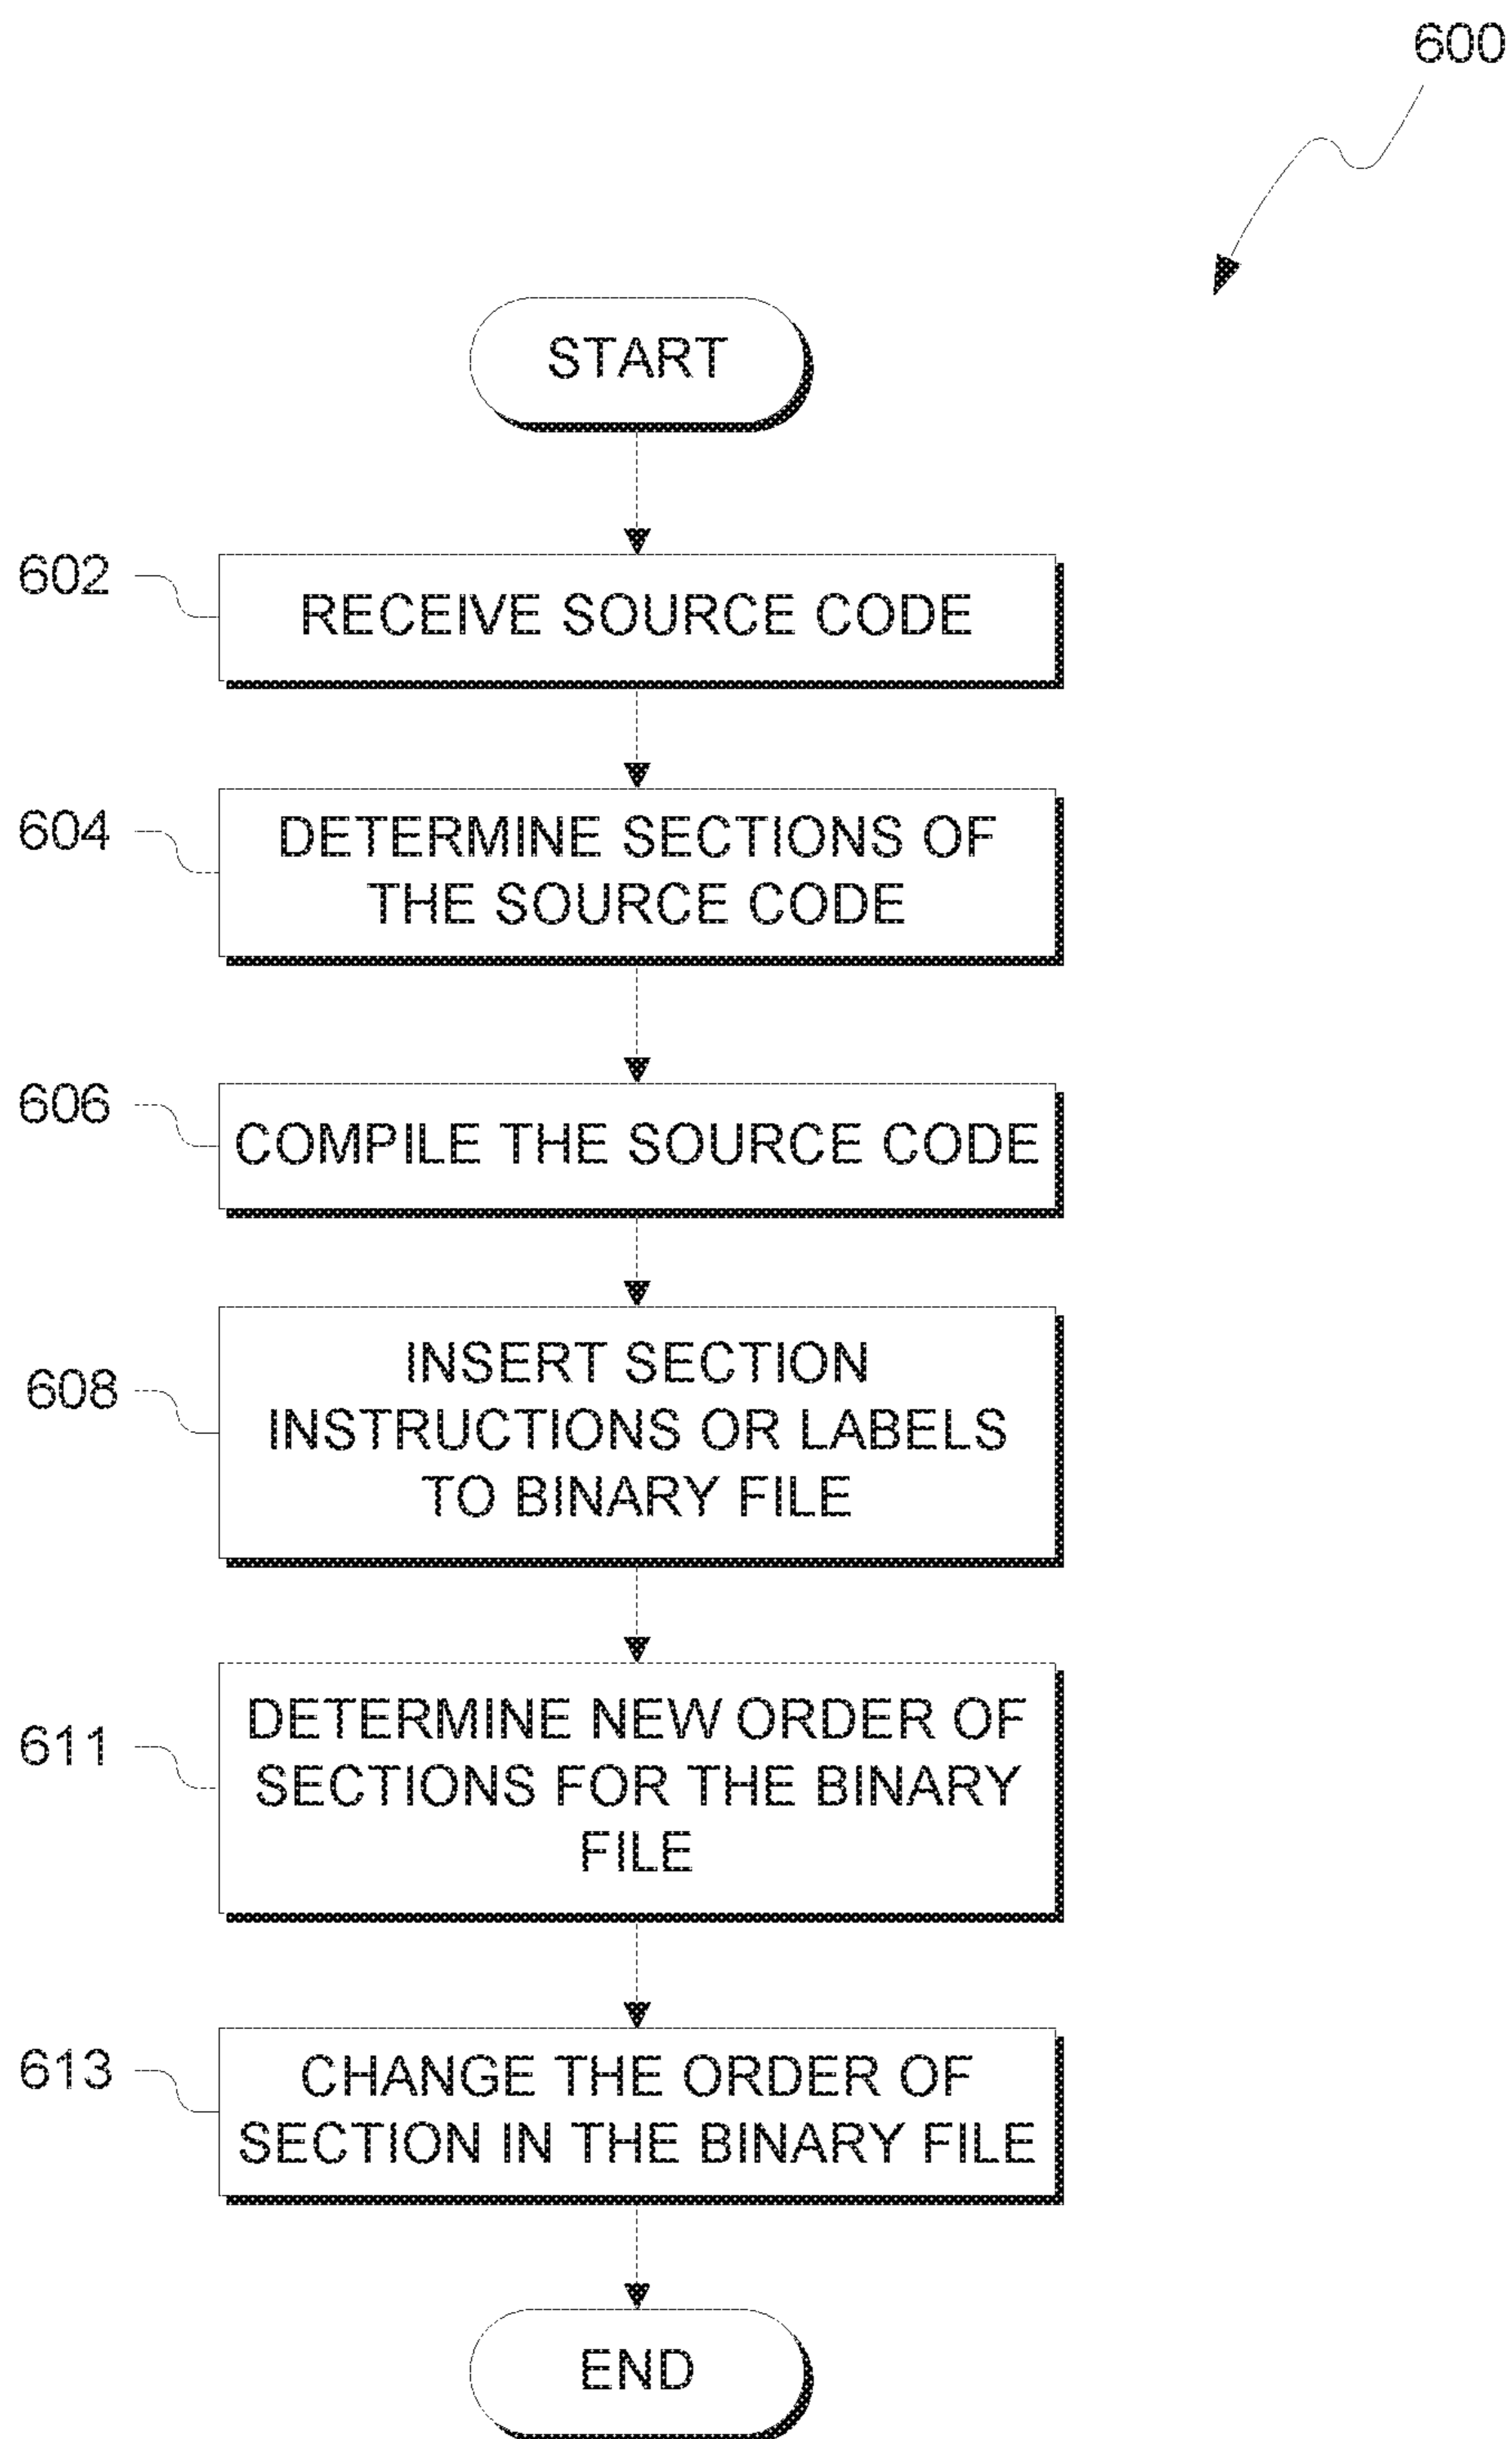 600
START
602
RECEIVE SOURCE CODE
604
DETERMINE SECTIONS OF
THE SOURCE CODE
606
COMPILE THE SOURCE CODE
608
INSERT SECTION
INSTRUCTIONS OR LABELS
TO BINARY FILE
611
DETERMINE NEW ORDER OF
SECTIONS FOR THE BINARY
FILE
613
CHANGE THE ORDER OF
SECTION IN THE BINARY FILE
END